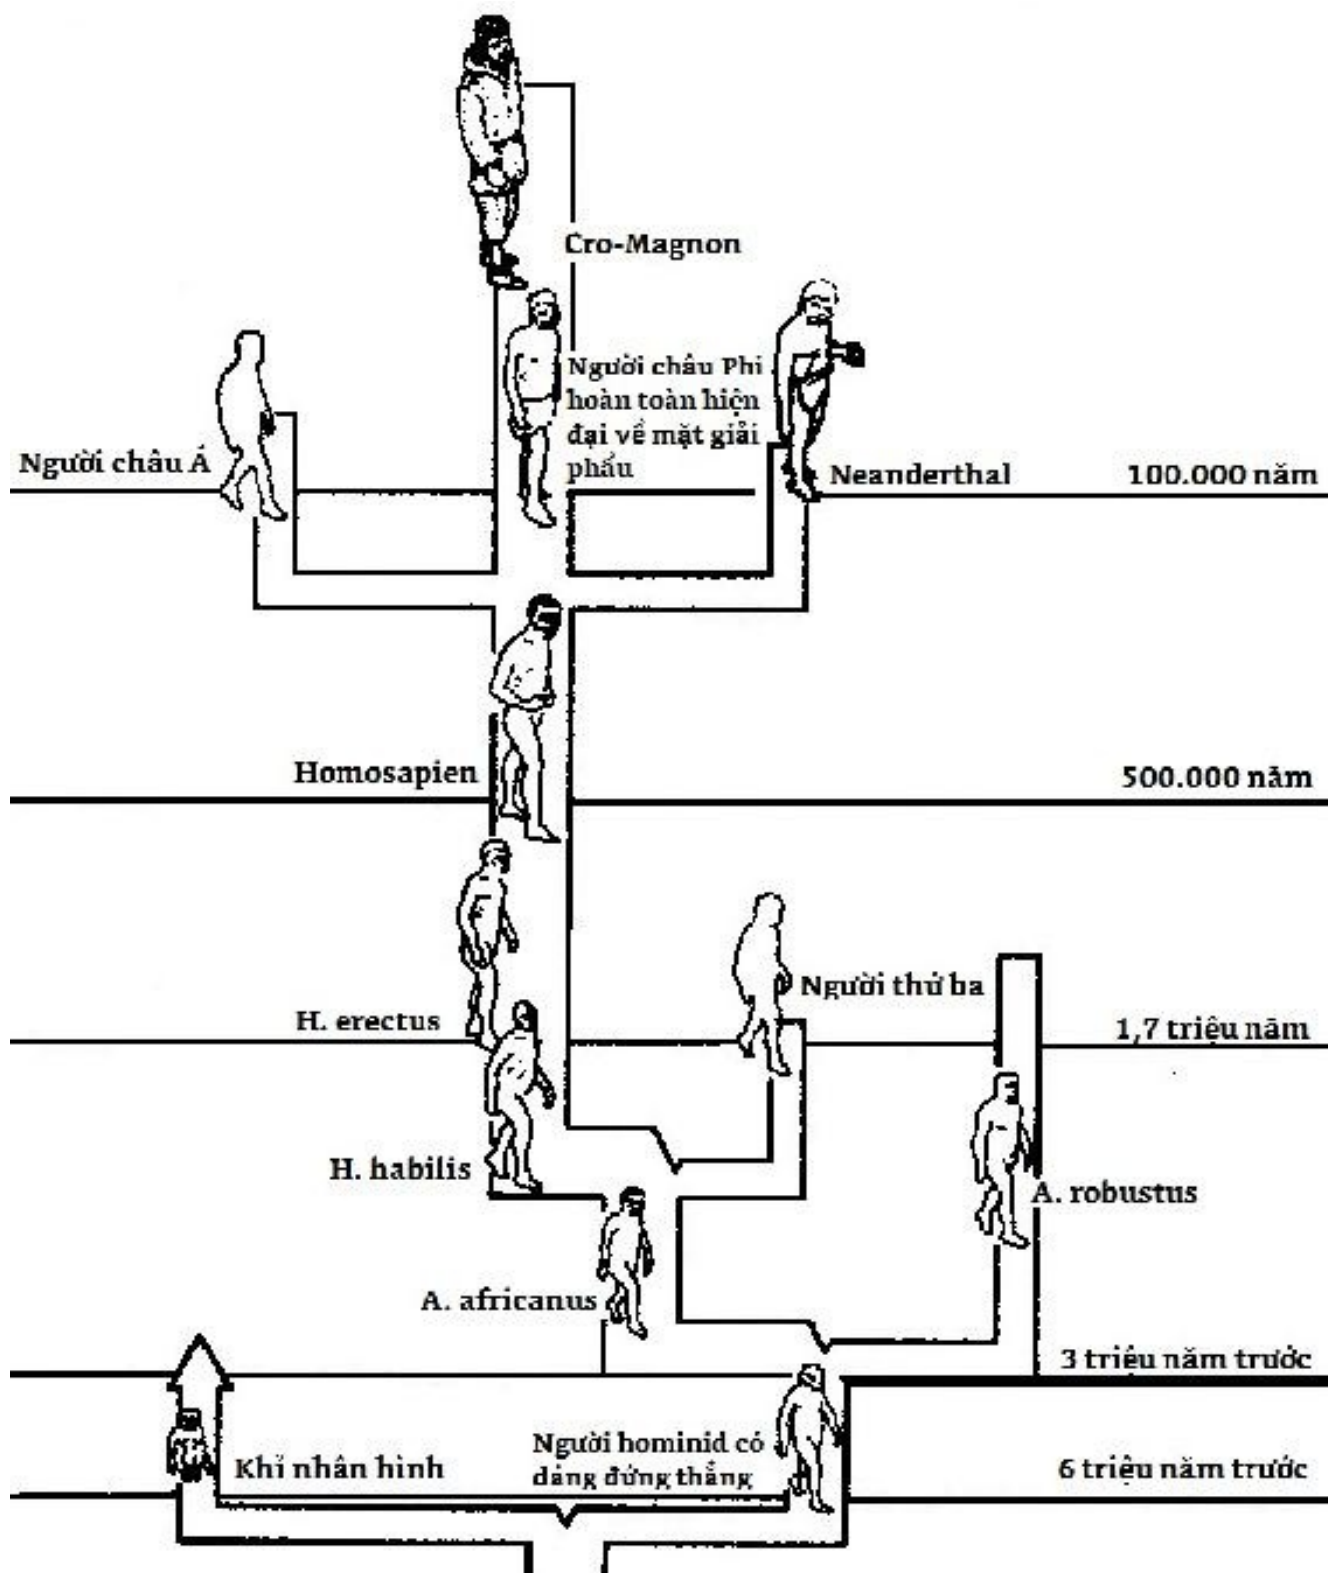 Cro-Magnon
Người châu Phi
hoàn toàn hiện
đại về mặt giải
phẩu
Người châu Á
Neanderthal
100.000 năm
Homosapien
500.000 năm
Người thứ ba
H. erectus
1,7 triệu năm
H. habilis
A. robustus
A. africanus
3 triệu năm trước
Người hominid có
dáng đứng thẳng
Khỉ nhân hình
6 triệu năm trước